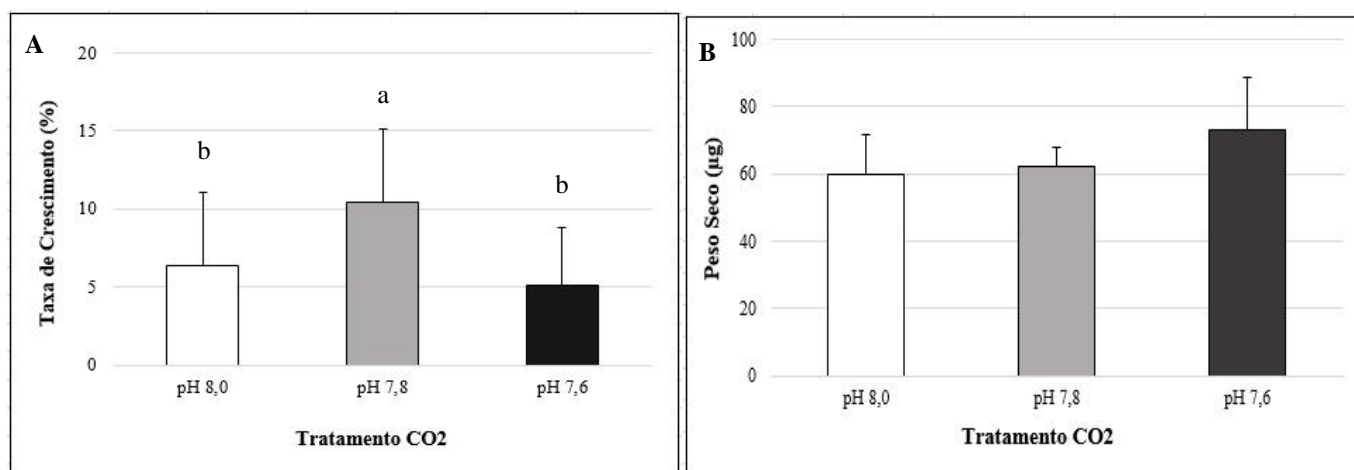 A
Taxa de Crescimento (%)
20
15
10
5
0
b
a
b
pH 8,0
pH 7,8
pH 7,6
Tratamento CO2
B
Peso Seco (µg)
100
80
60
40
20
0
pH 8,0
pH 7,8
pH 7,6
Tratamento CO2